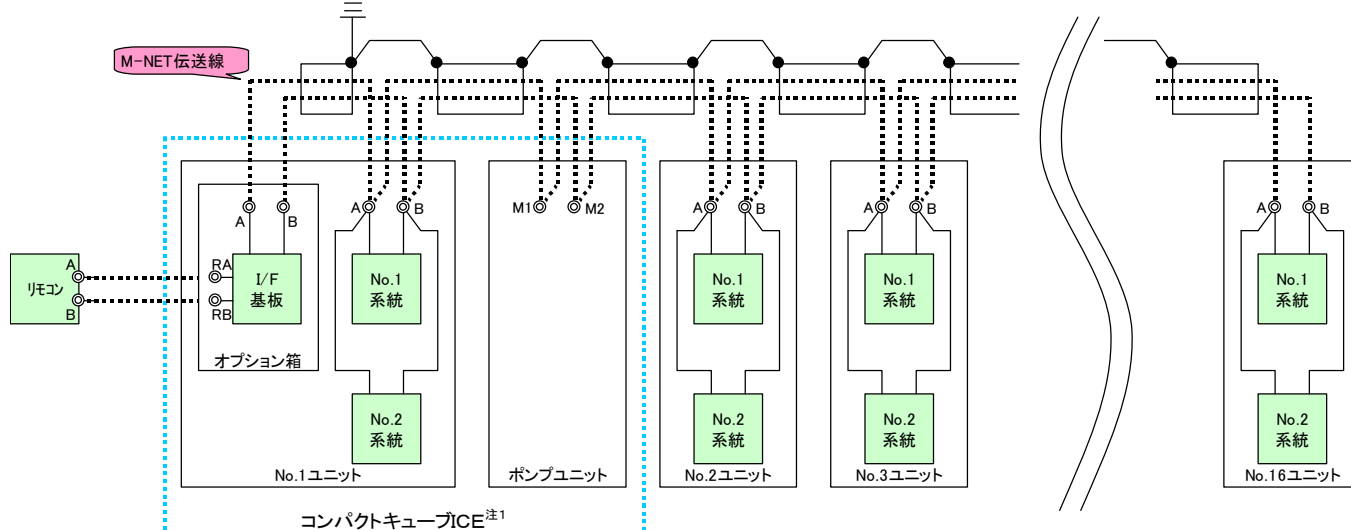 M-NET伝送線
A
B
A
B
M1
M2
A
B
A
B
A
B
リモコン
A
B
RA
RB
I/F
基板
オプション箱
No.1
系統
No.1
系統
No.1
系統
No.1
系統
No.2
系統
No.2
系統
No.2
系統
No.2
系統
No.1ユニット
ポンプユニット
No.2ユニット
No.3ユニット
No.16ユニット
コンパクトキューブICE注1